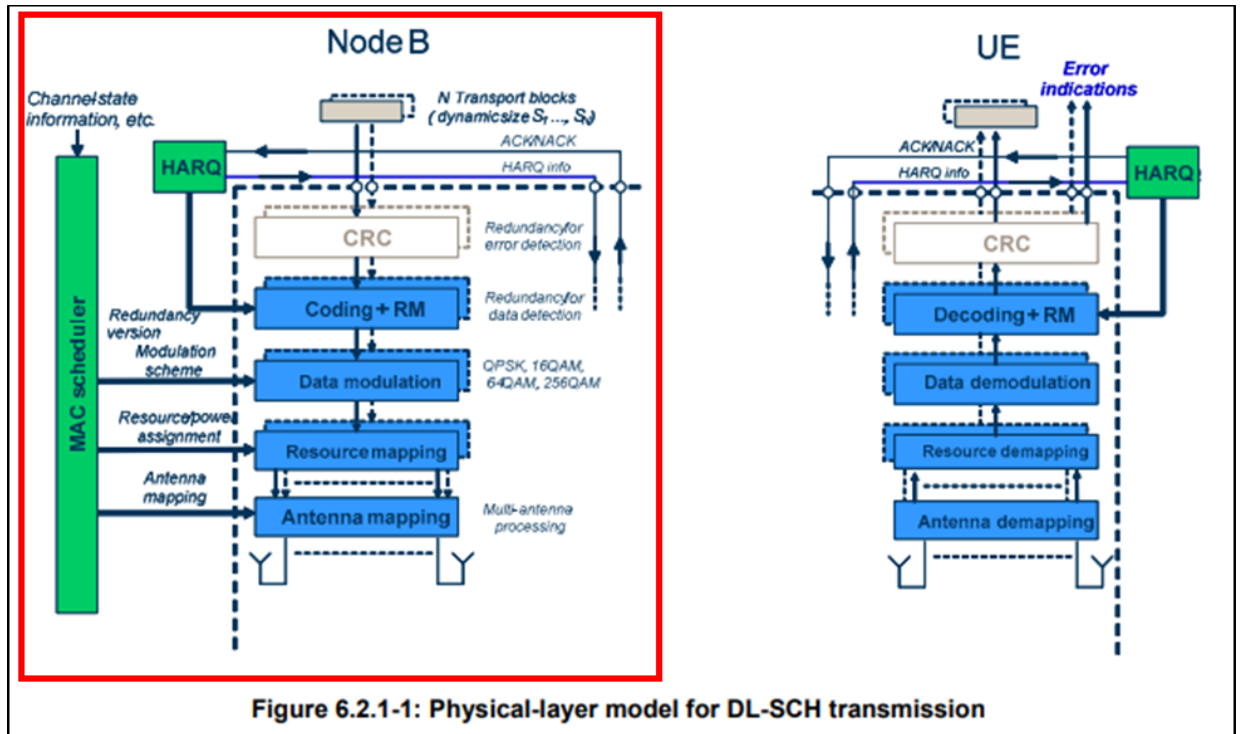 Node B
Channel-state
information, etc.
N Transport blocks
(dynamicsize S1..., SN)
ACK/NACK
HARQ
HARQ info
CRC
Redundancy for
error detection
Coding + RM
Redundancy for
data detection
Redundancy
version
Modulation
scheme
Data modulation
QPSK, 16QAM,
64QAM, 256QAM
MAC scheduler
Resource/power
assignment
Resource mapping
Antenna
mapping
Antenna mapping
Multi-antenna
processing
UE
Error
indications
ACK/NACK
HARQ info
HARQ
CRC
Decoding + RM
Data demodulation
Resource demapping
Antenna demapping
Figure 6.2.1-1: Physical-layer model for DL-SCH transmission